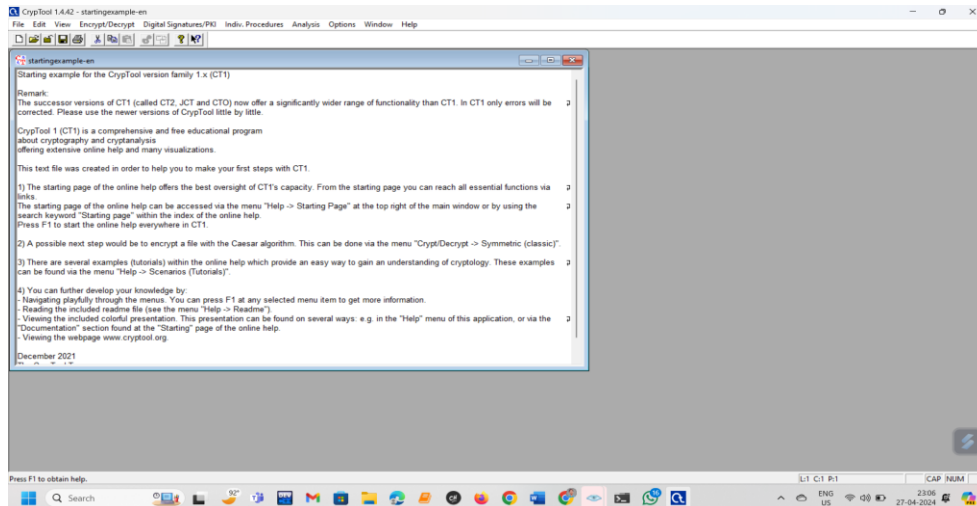 CrypTool 1.4.42 - startingexample-en
File Edit View Encrypt/Decrypt Digital Signatures/PKI Indiv. Procedures Analysis Options Window Help
startingexample-en
Starting example for the CrypTool version family 1.x (CT1)
Remark:
The successor versions of CT1 (called CT2, JCT and CTO) now offer a significantly wider range of functionality than CT1. In CT1 only errors will be
corrected. Please use the newer versions of CrypTool little by little.
CrypTool 1 (CT1) is a comprehensive and free educational program
about cryptography and cryptanalysis
offering extensive online help and many visualizations.
This text file was created in order to help you to make your first steps with CT1.
1) The starting page of the online help offers the best oversight of CT1's capacity. From the starting page you can reach all essential functions via
links.
The starting page of the online help can be accessed via the menu "Help -> Starting Page" at the top right of the main window or by using the
search keyword "Starting page" within the index of the online help.
Press F1 to start the online help everywhere in CT1.
2) A possible next step would be to encrypt a file with the Caesar algorithm. This can be done via the menu "Crypt/Decrypt -> Symmetric (classic)".
3) There are several examples (tutorials) within the online help which provide an easy way to gain an understanding of cryptology. These examples
can be found via the menu "Help -> Scenarios (Tutorials)".
4) You can further develop your knowledge by:
- Navigating playfully through the menus. You can press F1 at any selected menu item to get more information.
- Reading the included readme file (see the menu "Help -> Readme").
- Viewing the included colorful presentation. This presentation can be found on several ways: e.g. in the "Help" menu of this application, or via the
"Documentation" section found at the "Starting" page of the online help.
- Viewing the webpage www.cryptool.org.
December 2021
Press F1 to obtain help.
L:1 C:1 P:1
CAP NUM
Search
92°
ENG
US
23:06
27-04-2024